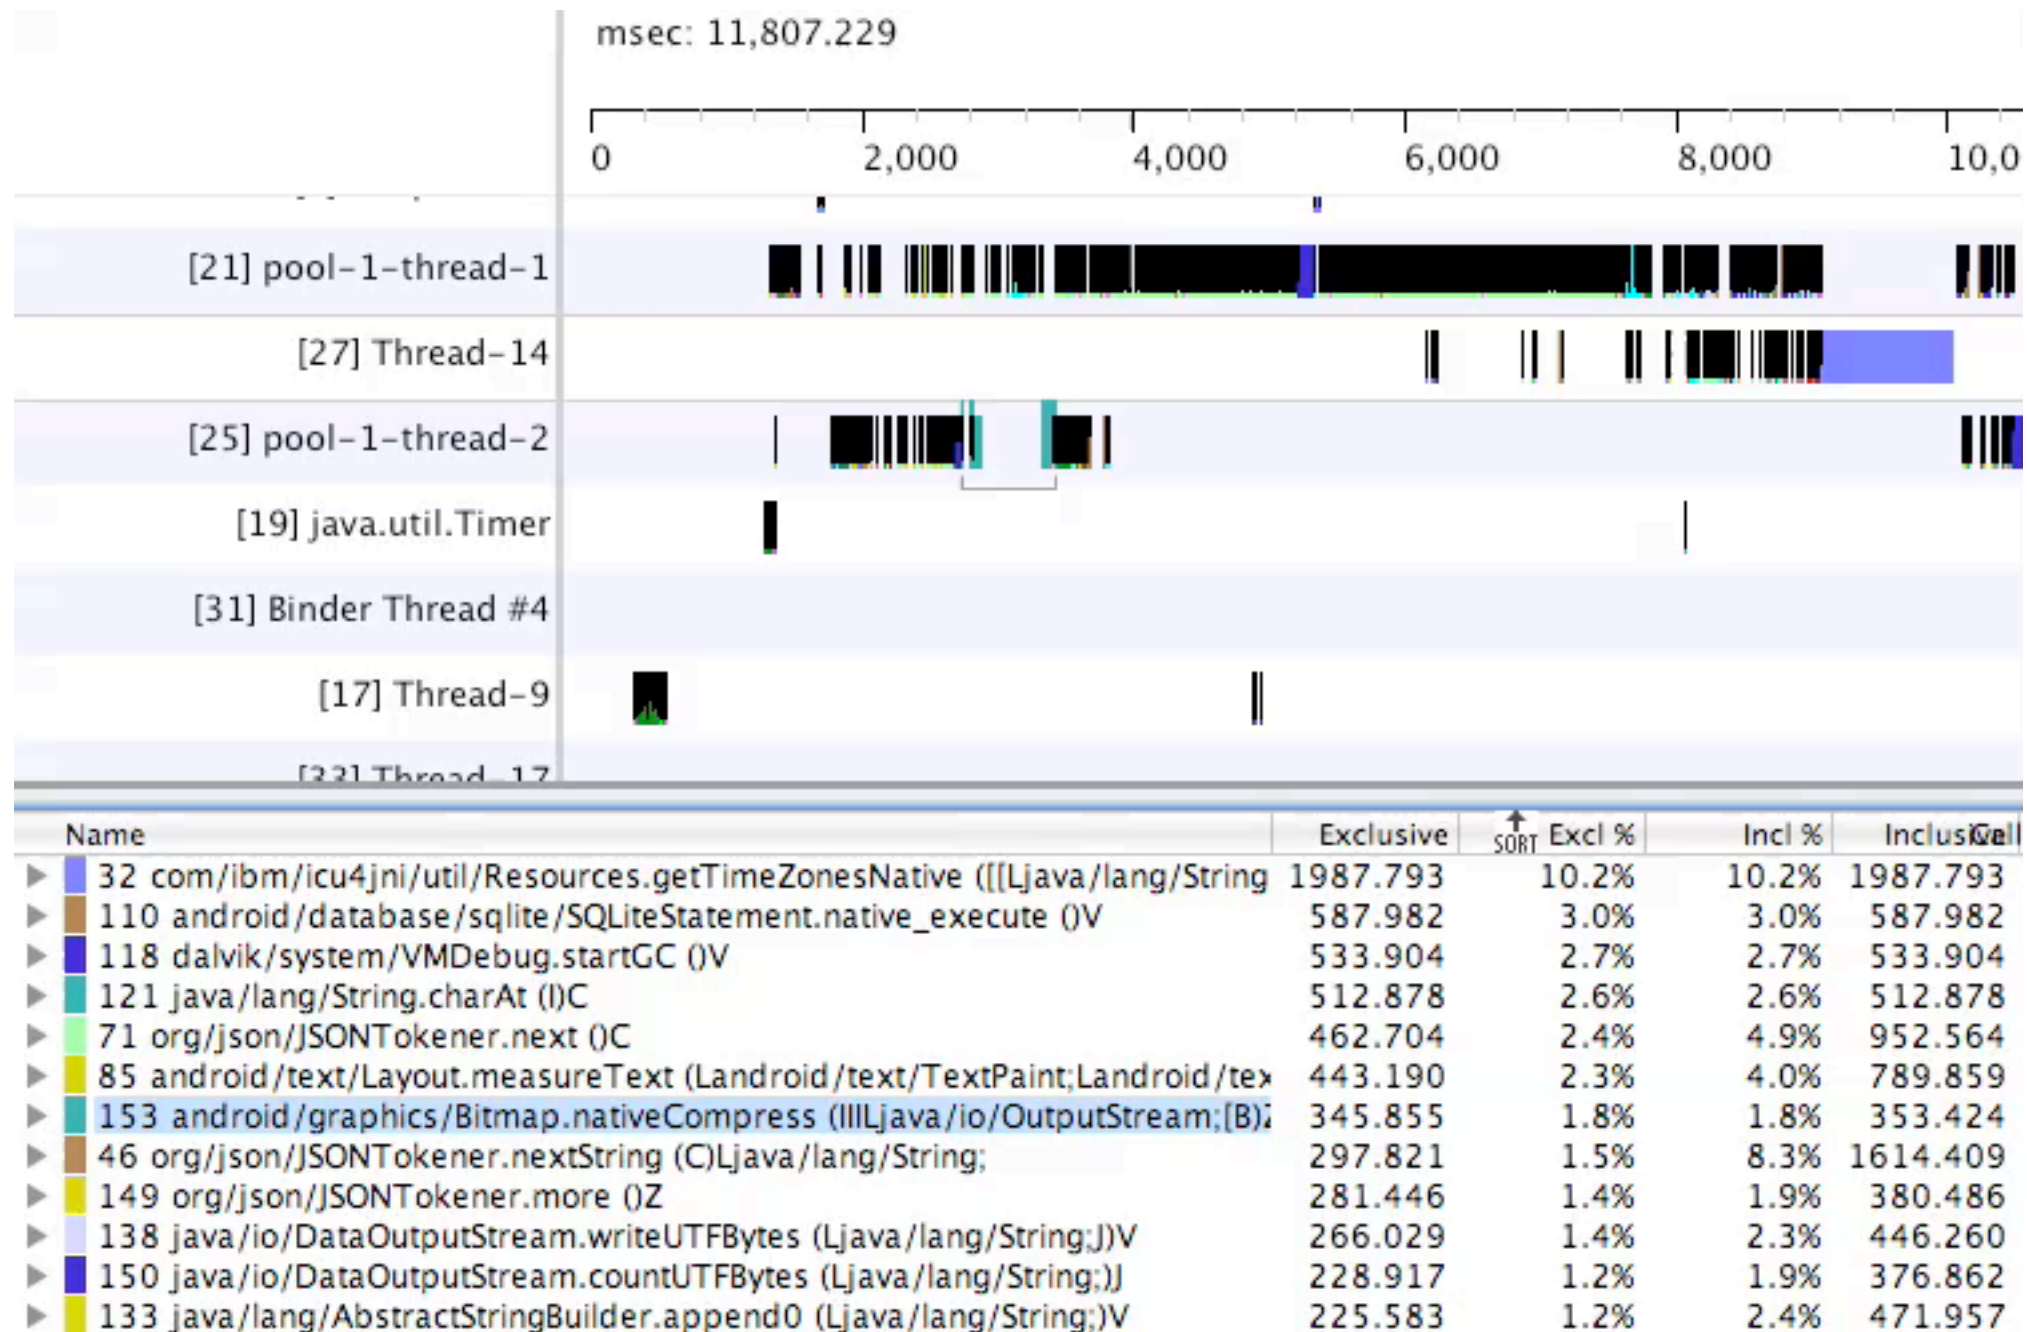 msec: 11,807.229
0 2,000 4,000 6,000 8,000 10,0
[21] pool-1-thread-1
[27] Thread-14
[25] pool-1-thread-2
[19] java.util.Timer
[31] Binder Thread #4
[17] Thread-9
[33] Thread-17
Name Exclusive SORT Excl % Incl % Inclusive Call
32 com/ibm/icu4jni/util/Resources.getTimeZonesNative ([[Ljava/lang/String 1987.793 10.2% 10.2% 1987.793
110 android/database/sqlite/SQLiteStatement.native_execute ()V 587.982 3.0% 3.0% 587.982
118 dalvik/system/VMDebug.startGC ()V 533.904 2.7% 2.7% 533.904
121 java/lang/String.charAt (I)C 512.878 2.6% 2.6% 512.878
71 org/json/JSONTokener.next ()C 462.704 2.4% 4.9% 952.564
85 android/text/Layout.measureText (Landroid/text/TextPaint;Landroid/tex 443.190 2.3% 4.0% 789.859
153 android/graphics/Bitmap.nativeCompress (IIILjava/io/OutputStream;[B)Z 345.855 1.8% 1.8% 353.424
46 org/json/JSONTokener.nextString (C)Ljava/lang/String; 297.821 1.5% 8.3% 1614.409
149 org/json/JSONTokener.more ()Z 281.446 1.4% 1.9% 380.486
138 java/io/DataOutputStream.writeUTFBytes (Ljava/lang/String;J)V 266.029 1.4% 2.3% 446.260
150 java/io/DataOutputStream.countUTFBytes (Ljava/lang/String;)J 228.917 1.2% 1.9% 376.862
133 java/lang/AbstractStringBuilder.append0 (Ljava/lang/String;)V 225.583 1.2% 2.4% 471.957